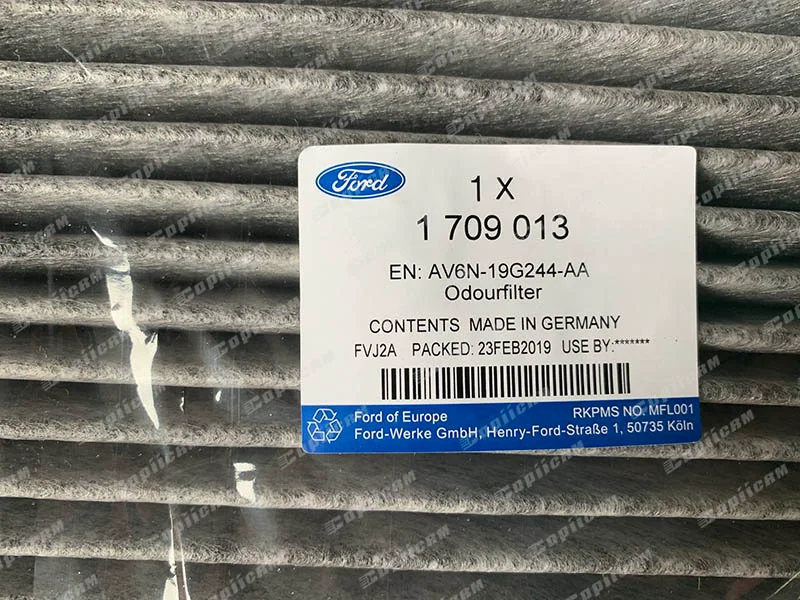 Ford
1 X
1 709 013
EN: AV6N-19G244-AA
Odourfilter
CONTENTS MADE IN GERMANY
FVJ2A PACKED: 23FEB2019 USE BY:*******
Ford of Europe
RKPMS NO. MFL001
Ford-Werke GmbH, Henry-Ford-Straße 1, 50735 Köln
Copiicam